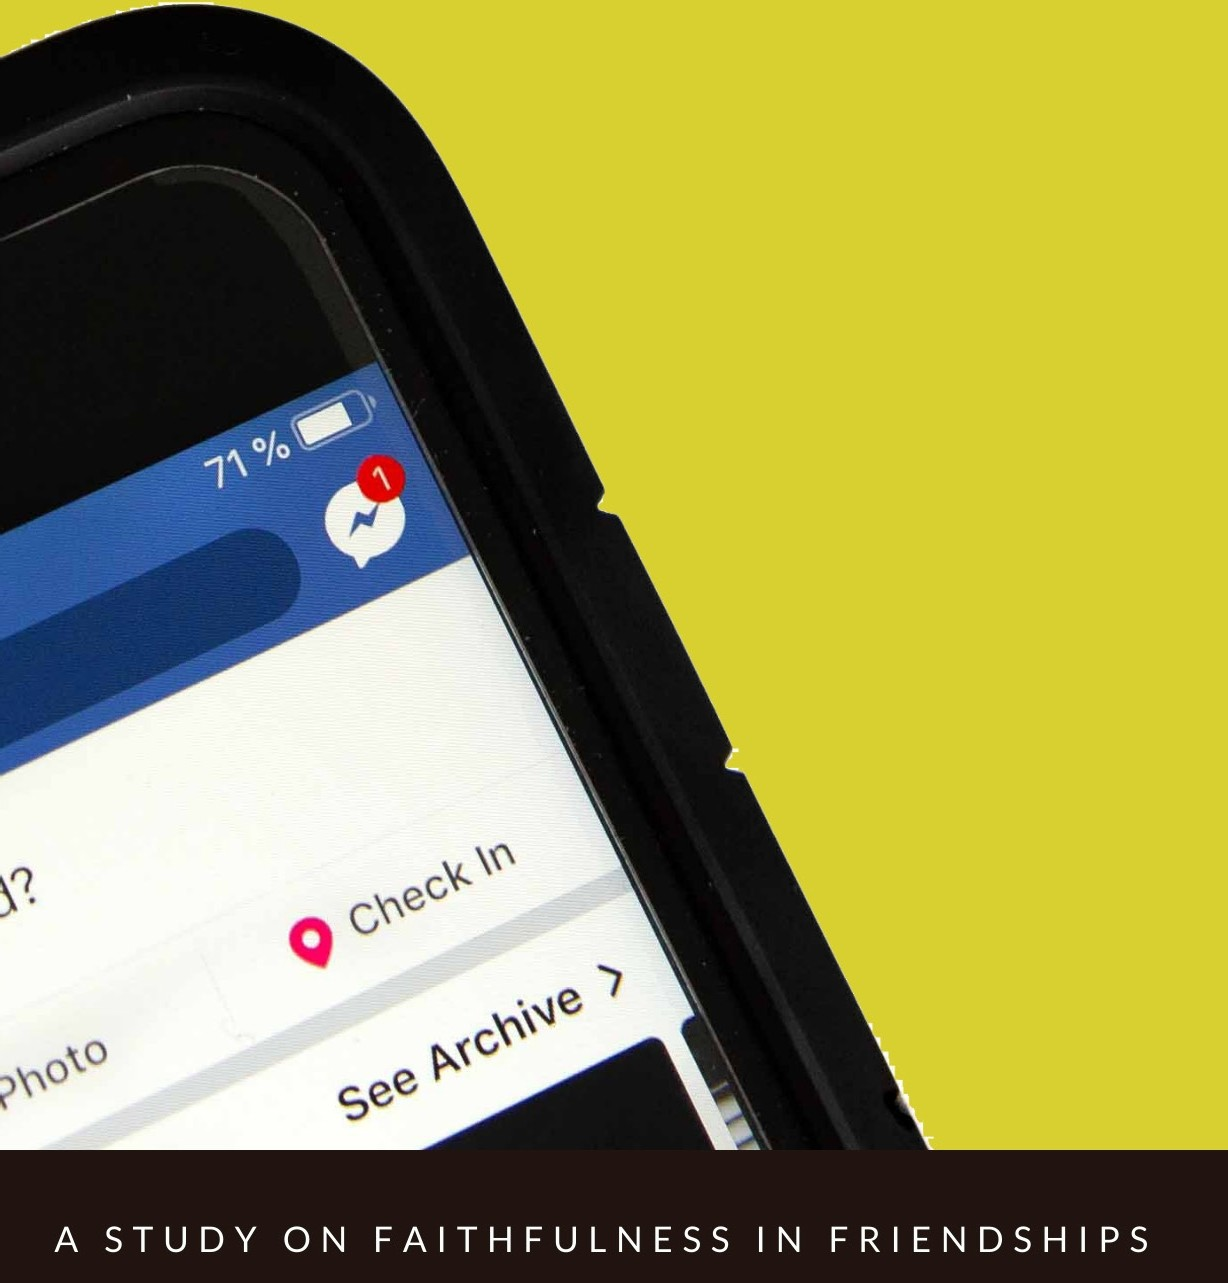 71%
1
d?
Check In
Photo
See Archive >
A STUDY ON FAITHFULNESS IN FRIENDSHIPS